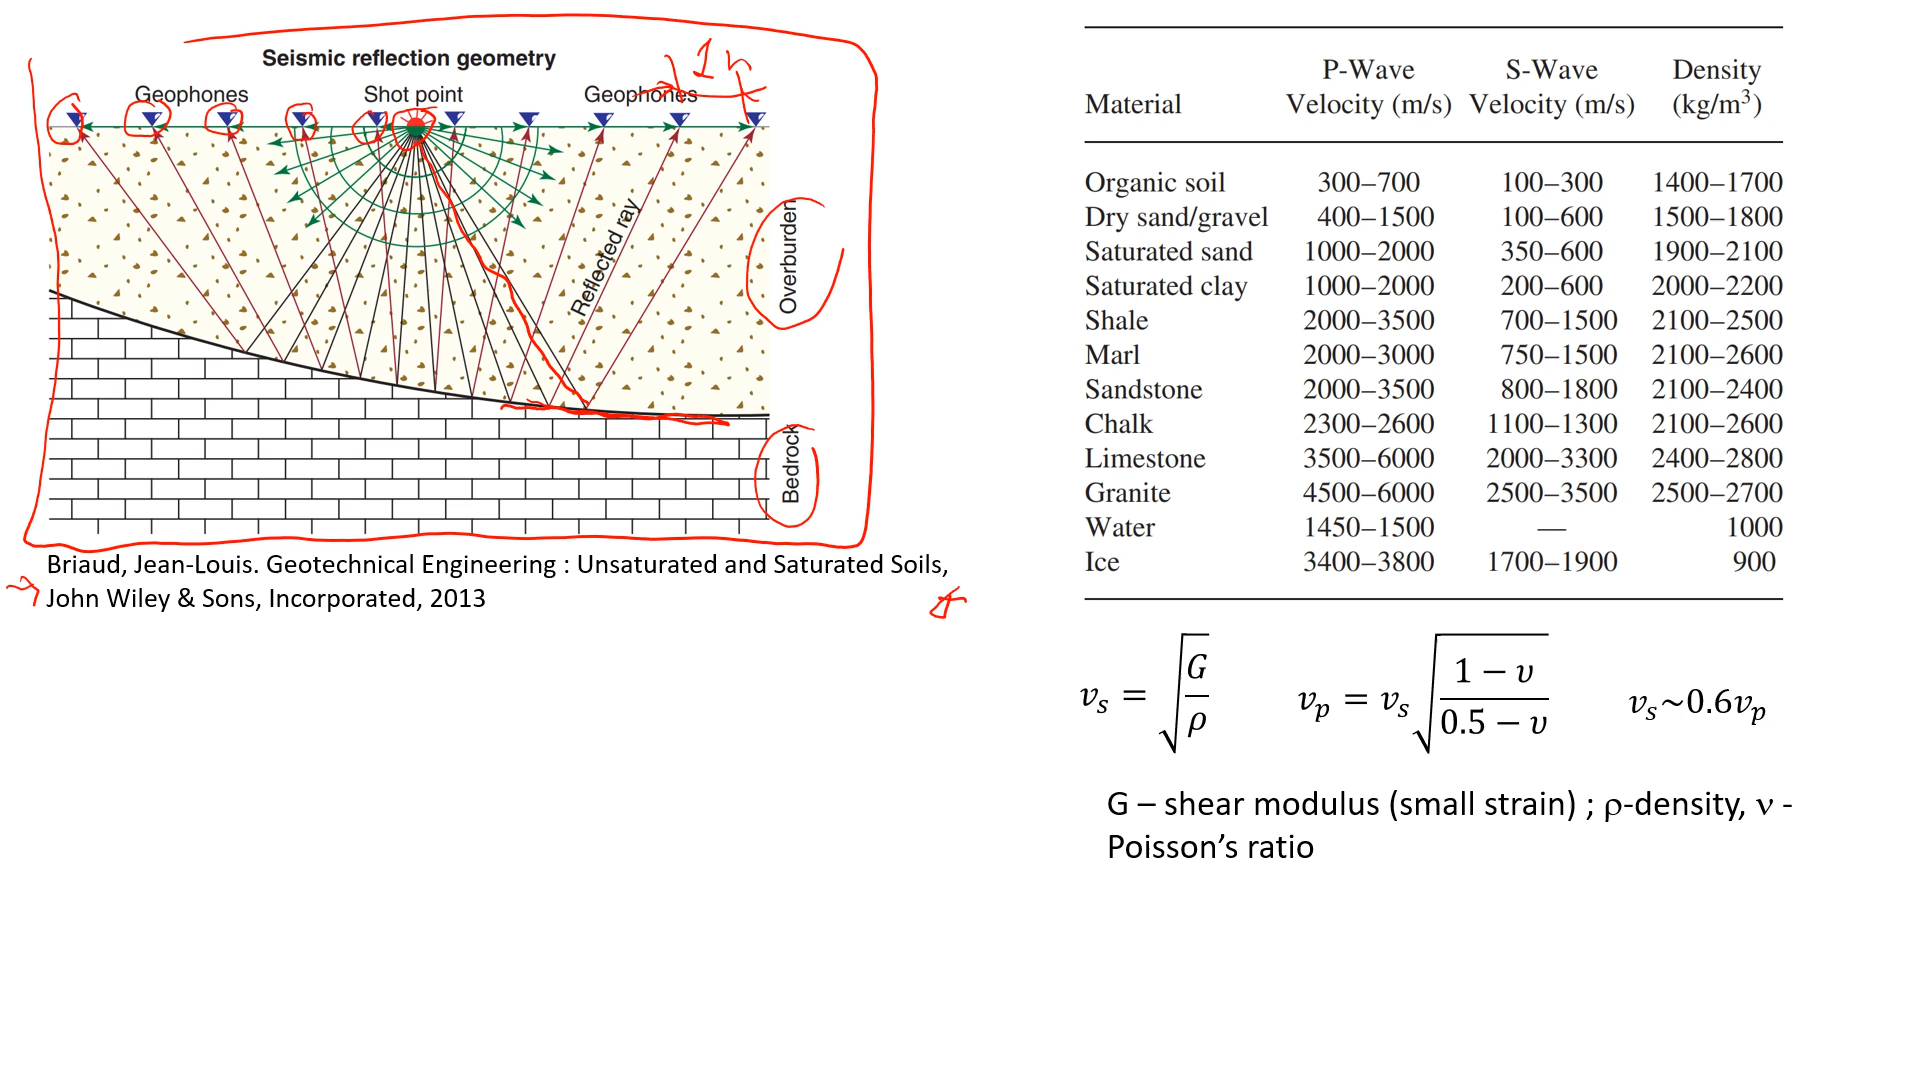 Seismic reflection geometry
1
Geophones Shot point Geophones
Reflected ray
Overburden
Bedrock
Briaud, Jean-Louis. Geotechnical Engineering : Unsaturated and Saturated Soils,
John Wiley & Sons, Incorporated, 2013
P-Wave S-Wave Density
Material Velocity (m/s) Velocity (m/s) (kg/m³)
Organic soil 300–700 100–300 1400–1700
Dry sand/gravel 400–1500 100–600 1500–1800
Saturated sand 1000–2000 350–600 1900–2100
Saturated clay 1000–2000 200–600 2000–2200
Shale 2000–3500 700–1500 2100–2500
Marl 2000–3000 750–1500 2100–2600
Sandstone 2000–3500 800–1800 2100–2400
Chalk 2300–2600 1100–1300 2100–2600
Limestone 3500–6000 2000–3300 2400–2800
Granite 4500–6000 2500–3500 2500–2700
Water 1450–1500 — 1000
Ice 3400–3800 1700–1900 900
v_s = √(G/ρ) v_p = v_s √((1 − υ)/(0.5 − υ)) v_s~0.6v_p
G – shear modulus (small strain) ; ρ-density, ν -
Poisson’s ratio